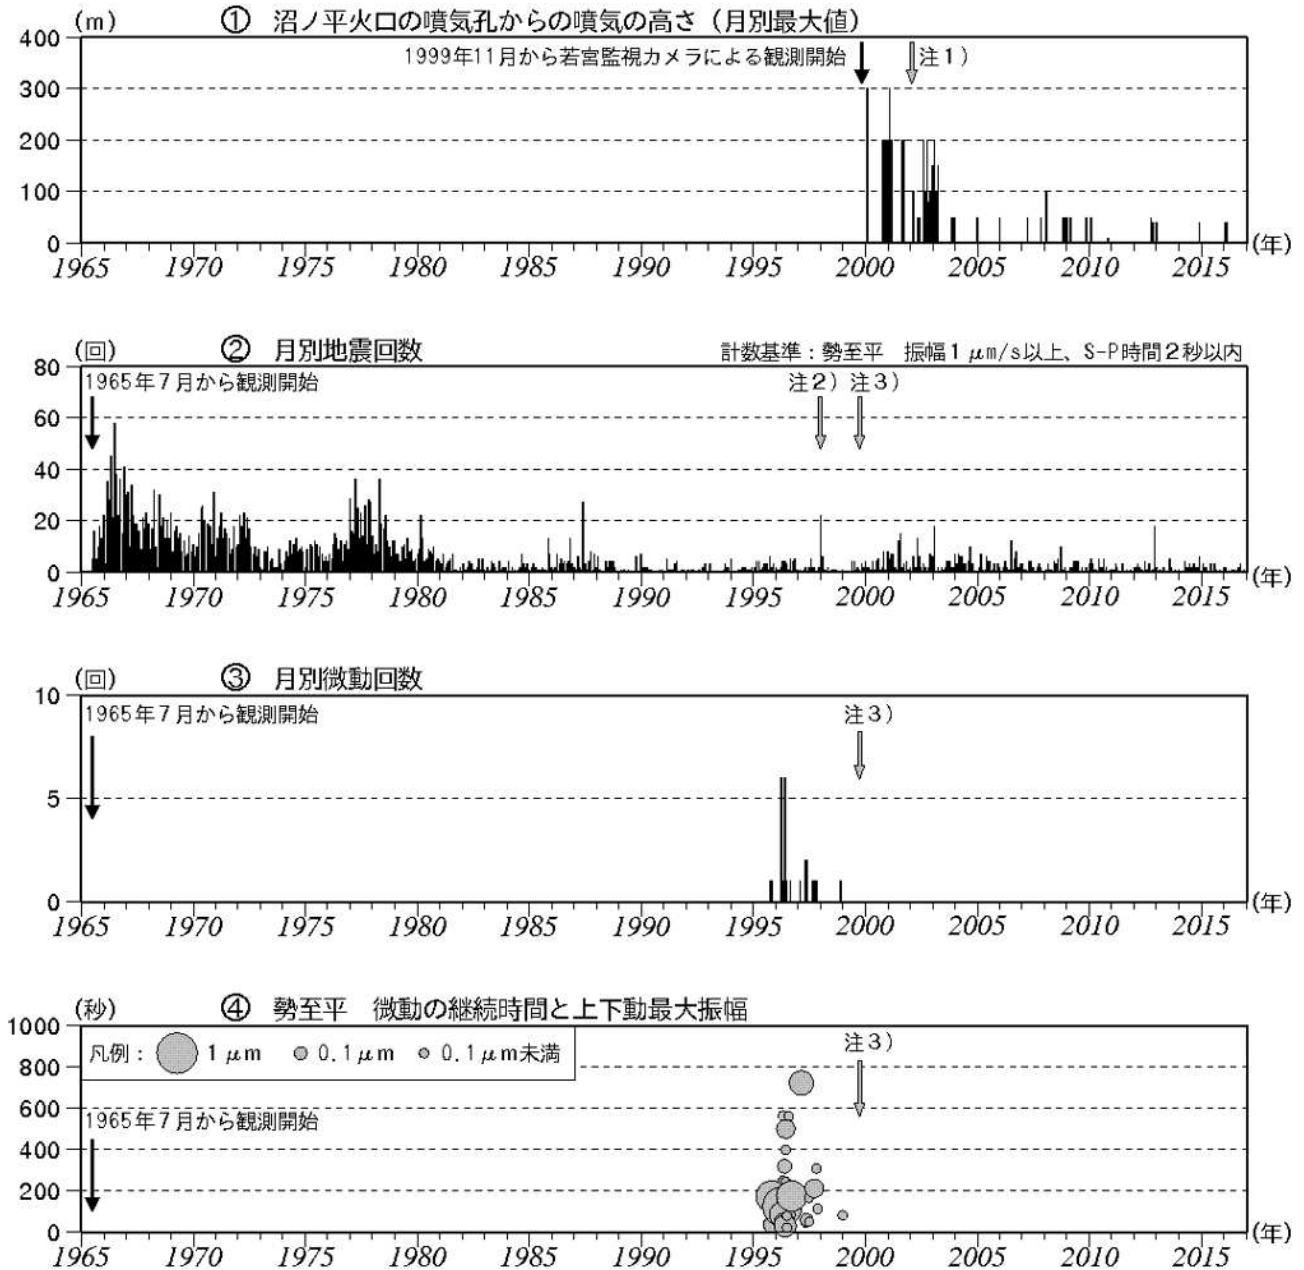 (m) ① 沼ノ平火口の噴気孔からの噴気の高さ（月別最大値）
400
1999年11月から若宮監視カメラによる観測開始 注1）
300
200
100
0
1965 1970 1975 1980 1985 1990 1995 2000 2005 2010 2015 (年)
(回) ② 月別地震回数 計数基準：勢至平 振幅1μm/s以上、S-P時間2秒以内
80
1965年7月から観測開始 注2） 注3）
60
40
20
0
1965 1970 1975 1980 1985 1990 1995 2000 2005 2010 2015 (年)
(回) ③ 月別微動回数
10
1965年7月から観測開始 注3）
5
0
1965 1970 1975 1980 1985 1990 1995 2000 2005 2010 2015 (年)
(秒) ④ 勢至平 微動の継続時間と上下動最大振幅
1000
凡例： 1μm 0.1μm 0.1μm未満 注3）
800
600
1965年7月から観測開始
400
200
0
1965 1970 1975 1980 1985 1990 1995 2000 2005 2010 2015 (年)